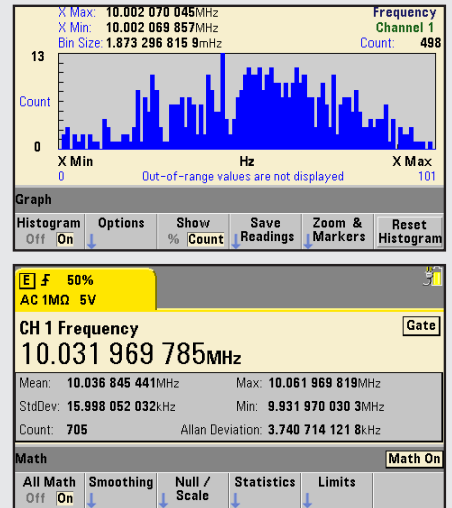 X Max: 10.002 070 045MHz Frequency
X Min: 10.002 069 857MHz Channel 1
Bin Size: 1.873 296 815 9mHz Count: 498
13
Count
0
X Min Hz X Max
0 Out-of-range values are not displayed 101
Graph
Histogram Options Show Save Zoom & Reset
Off On % Count Readings Markers Histogram
E 50%
AC 1MΩ 5V
CH 1 Frequency Gate
10.031 969 785MHz
Mean: 10.036 845 441MHz Max: 10.061 969 819MHz
StdDev: 15.998 052 032kHz Min: 9.931 970 030 3MHz
Count: 705 Allan Deviation: 3.740 714 121 8kHz
Math Math On
All Math Smoothing Null / Statistics Limits
Off On Scale